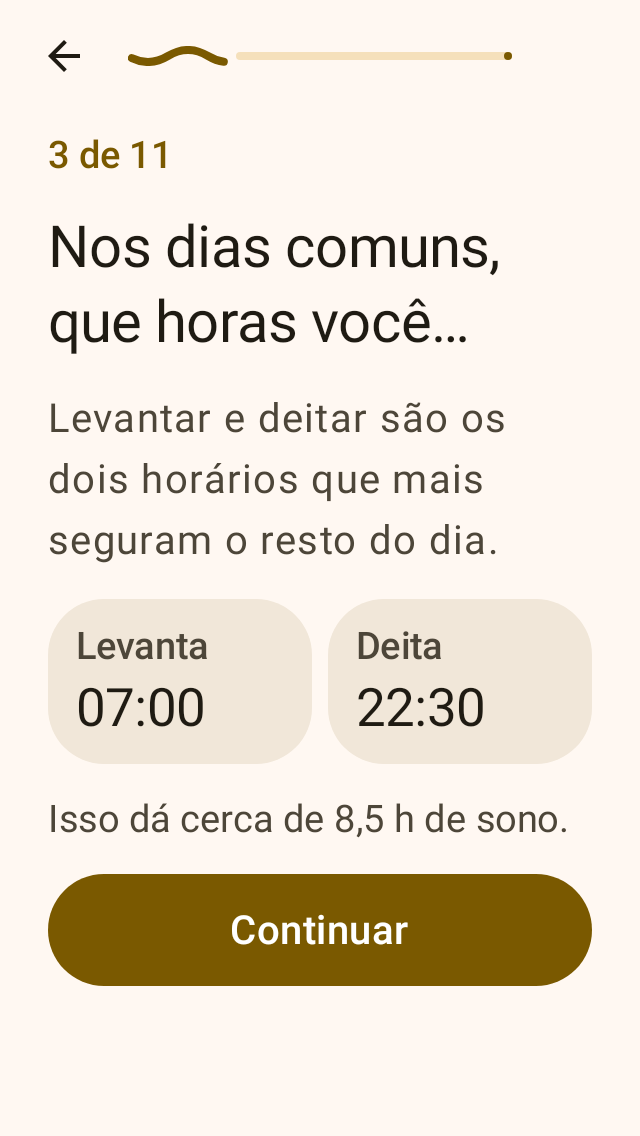 3 de 11
Nos dias comuns,
que horas você…
Levantar e deitar são os
dois horários que mais
seguram o resto do dia.
Levanta
07:00
Deita
22:30
Isso dá cerca de 8,5 h de sono.
Continuar